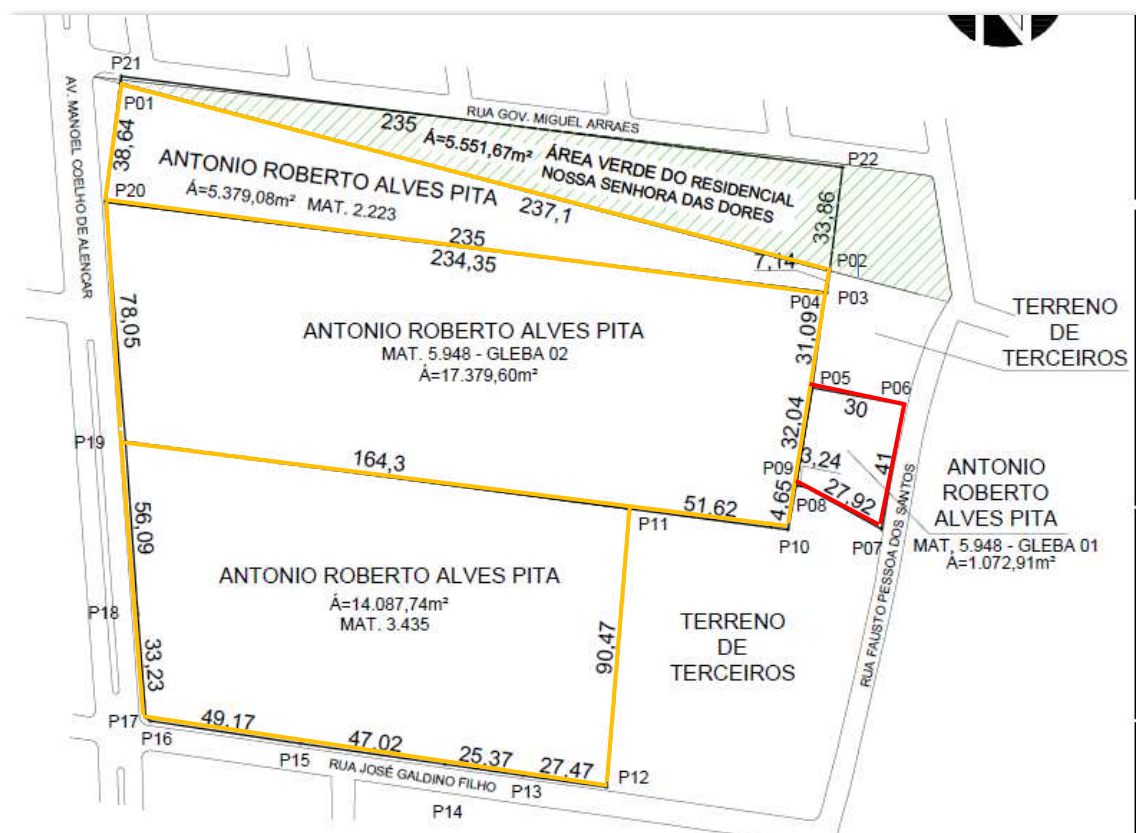 N
P21
P01
RUA GOV. MIGUEL ARRAES
235
Á=5.551,67m²
ÁREA VERDE DO RESIDENCIAL
NOSSA SENHORA DAS DORES
P22
AV. MANOEL COELHO DE ALENCAR
38,64
ANTONIO ROBERTO ALVES PITA
Á=5.379,08m² MAT. 2.223
237,1
33,86
P20
235
234,35
7,14
P02
P04
P03
TERRENO
DE
TERCEIROS
78,05
ANTONIO ROBERTO ALVES PITA
MAT. 5.948 - GLEBA 02
Á=17.379,60m²
31,09
P05
P06
30
32,04
41
P19
164,3
P09
3,24
27,92
4,65
P08
51,62
P11
P10
P07
ANTONIO
ROBERTO
ALVES PITA
MAT, 5.948 - GLEBA 01
Á=1.072,91m²
56,09
ANTONIO ROBERTO ALVES PITA
Á=14.087,74m²
MAT. 3.435
P18
90,47
TERRENO
DE
TERCEIROS
RUA FAUSTO PESSOA DOS SANTOS
33,23
P17
P16
49,17
47,02
25,37
27,47
P12
P15
RUA JOSÉ GALDINO FILHO
P13
P14